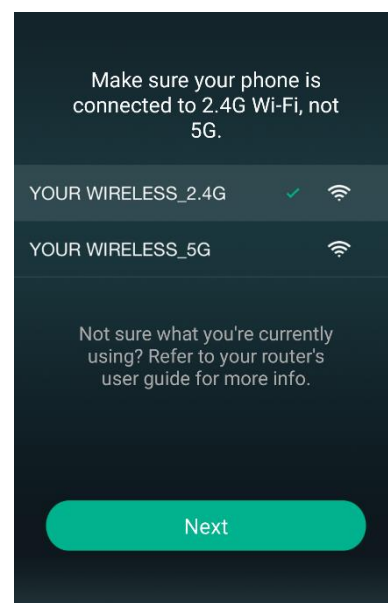 Make sure your phone is
connected to 2.4G Wi-Fi, not
5G.
YOUR WIRELESS_2.4G
YOUR WIRELESS_5G
Not sure what you're currently
using? Refer to your router's
user guide for more info.
Next